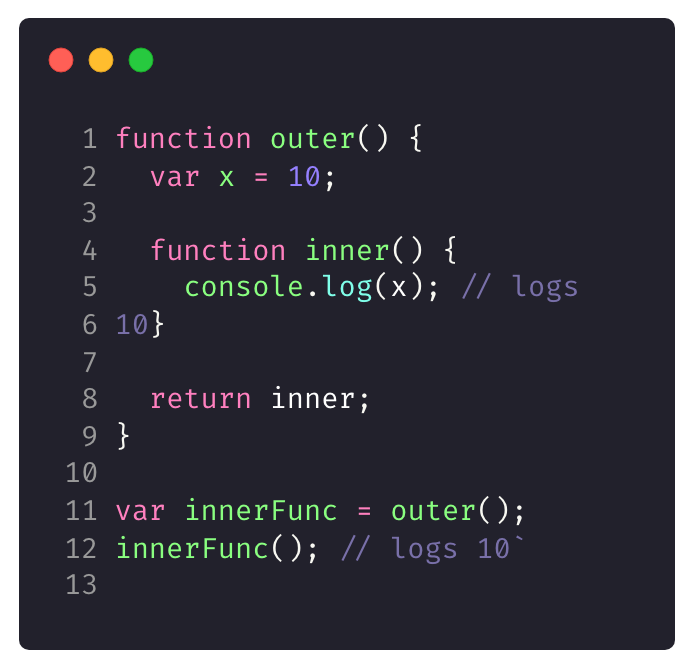 1 function outer() {
2   var x = 10;
3
4   function inner() {
5     console.log(x); // logs
6 10}
7
8   return inner;
9 }
10
11 var innerFunc = outer();
12 innerFunc(); // logs 10`
13